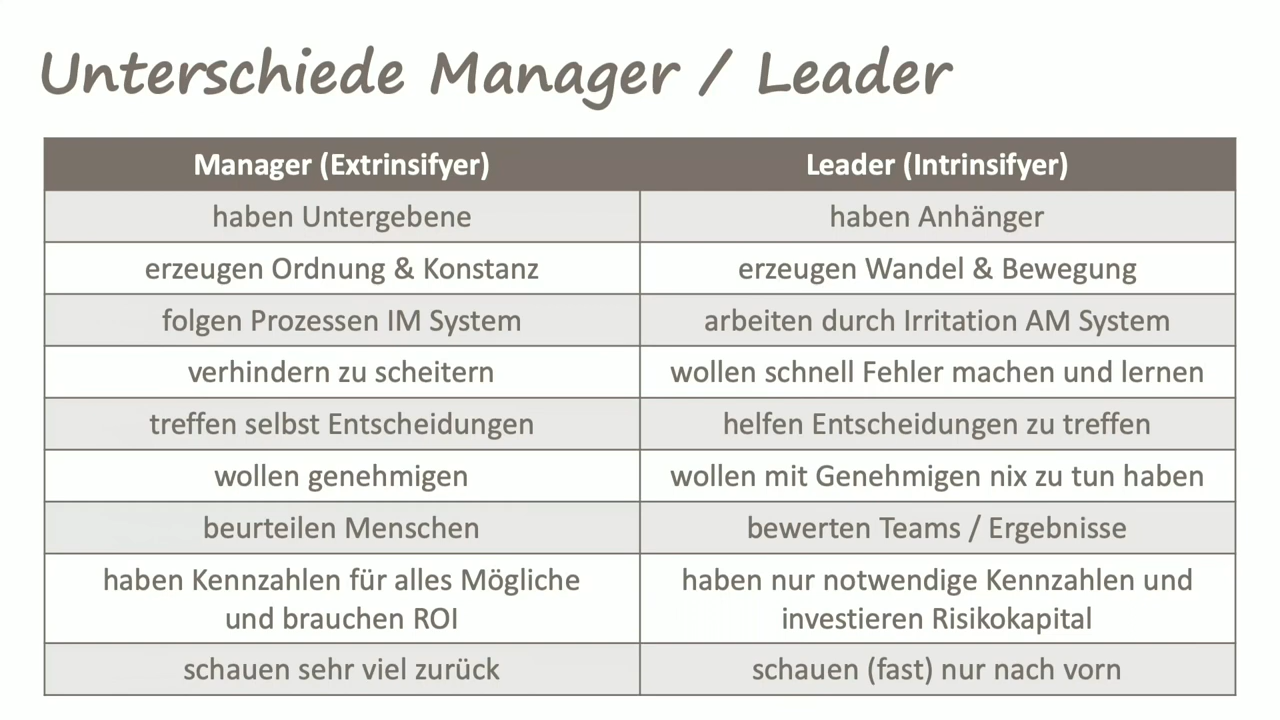 Unterschiede Manager / Leader
Manager (Extrinsifyer)
Leader (Intrinsifyer)
haben Untergebene
haben Anhänger
erzeugen Ordnung & Konstanz
erzeugen Wandel & Bewegung
folgen Prozessen IM System
arbeiten durch Irritation AM System
verhindern zu scheitern
wollen schnell Fehler machen und lernen
treffen selbst Entscheidungen
helfen Entscheidungen zu treffen
wollen genehmigen
wollen mit Genehmigen nix zu tun haben
beurteilen Menschen
bewerten Teams / Ergebnisse
haben Kennzahlen für alles Mögliche
und brauchen ROI
haben nur notwendige Kennzahlen und
investieren Risikokapital
schauen sehr viel zurück
schauen (fast) nur nach vorn